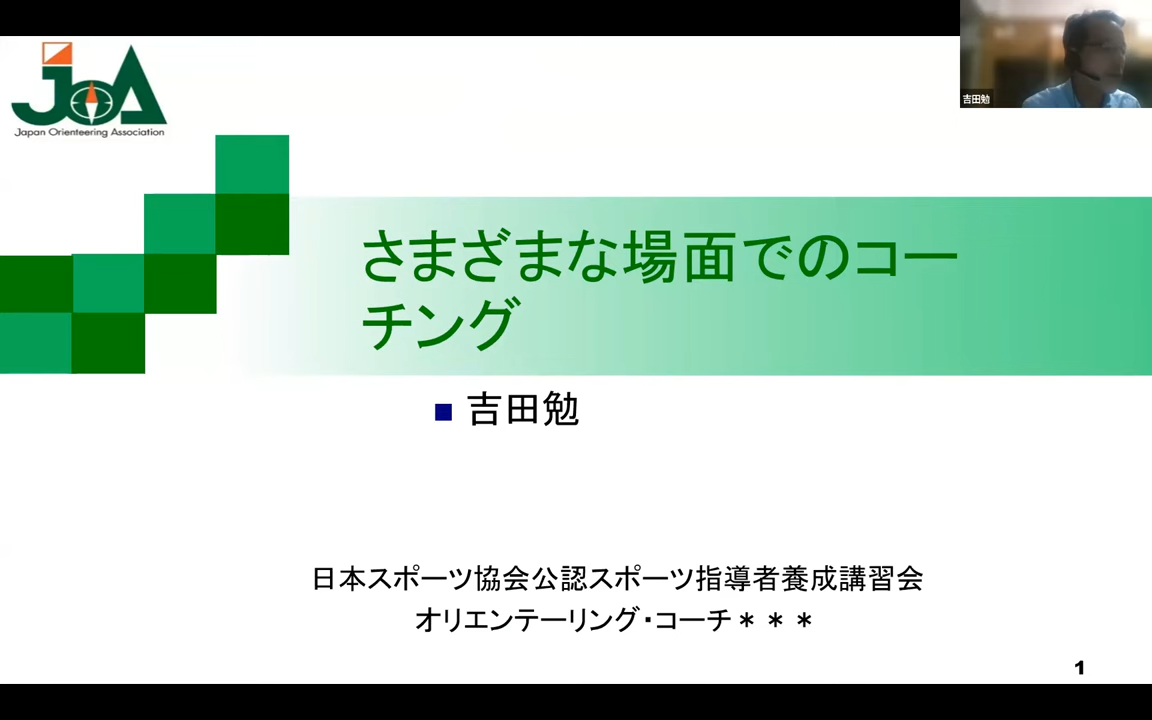 JOA
Japan Orienteering Association
吉田勉
さまざまな場面でのコー
チング
吉田勉
日本スポーツ協会公認スポーツ指導者養成講習会
オリエンテーリング・コーチ＊＊＊
1